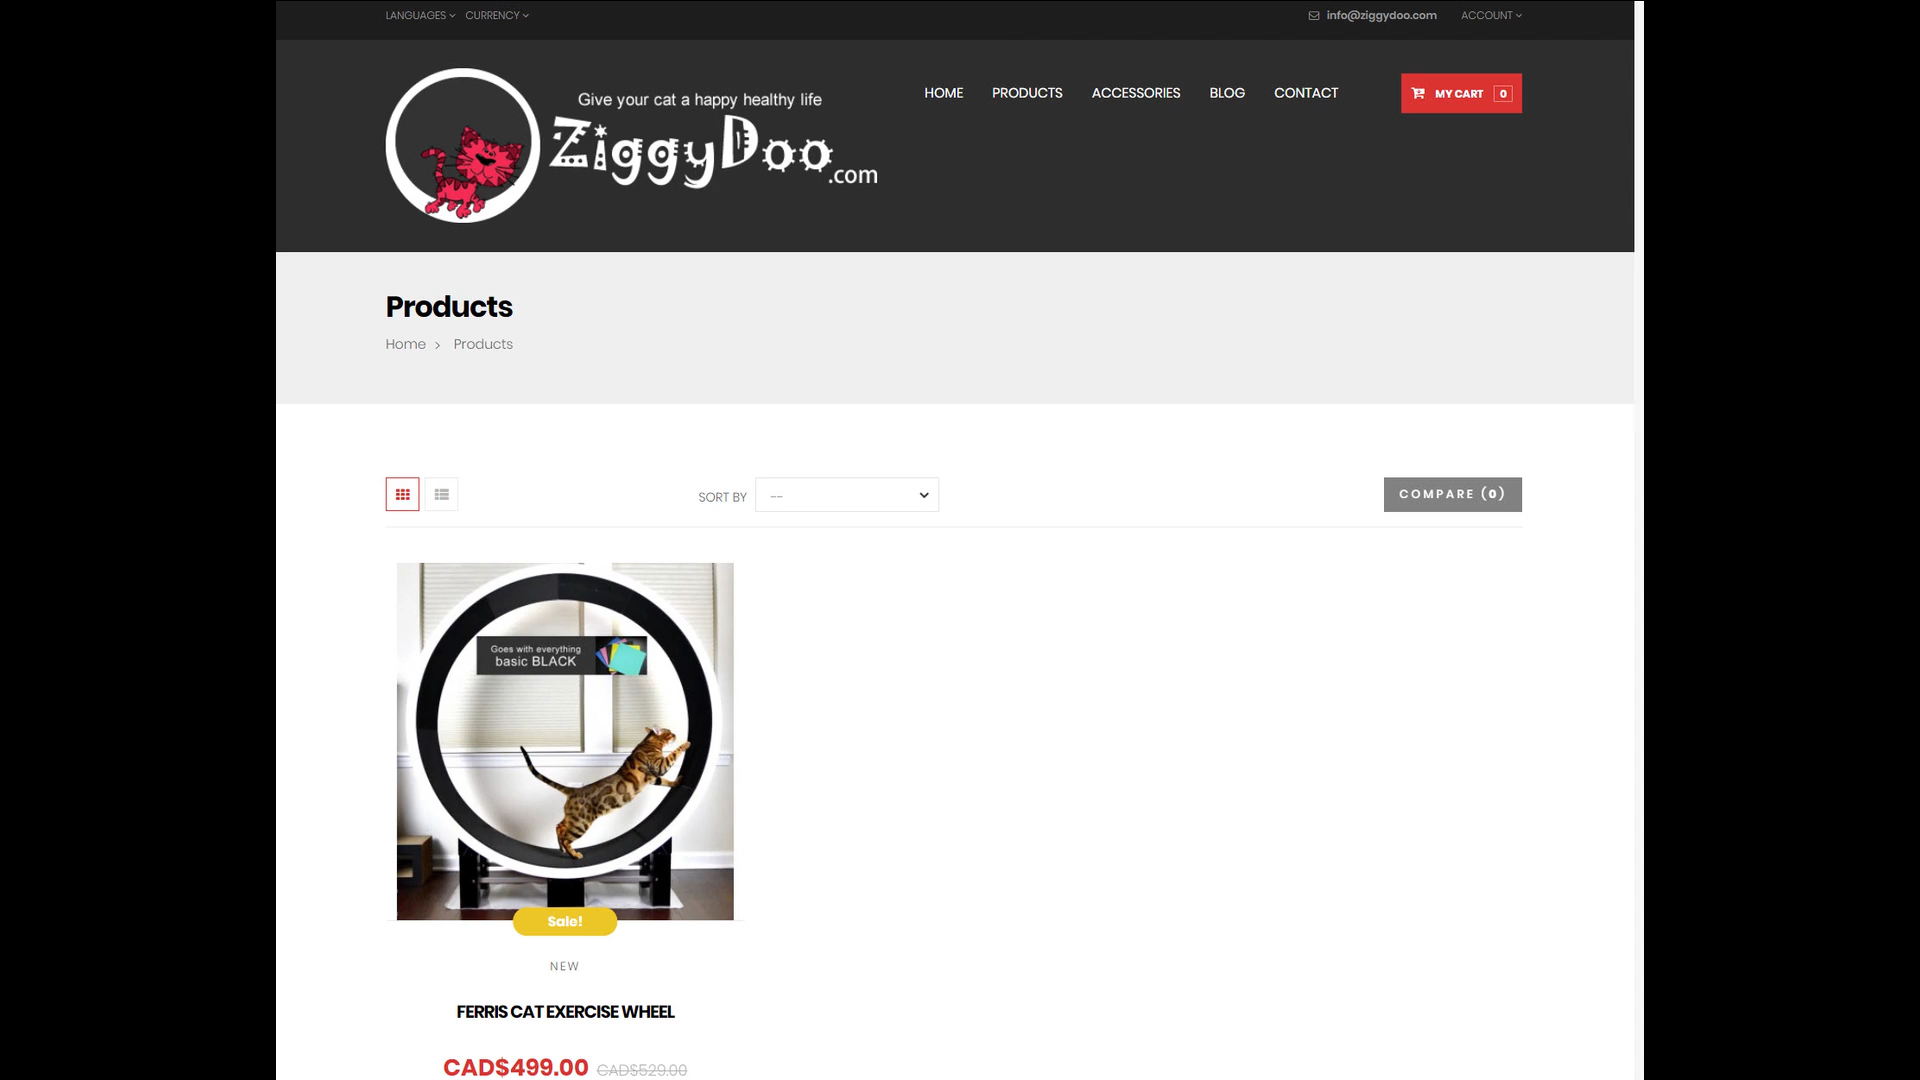 LANGUAGES CURRENCY
info@ziggydoo.com ACCOUNT
Give your cat a happy healthy life
ZiggyDoo.com
HOME PRODUCTS ACCESSORIES BLOG CONTACT
MY CART 0
Products
Home > Products
SORT BY --
COMPARE (0)
Goes with everything
basic BLACK
Sale!
NEW
FERRIS CAT EXERCISE WHEEL
CAD$499.00 CAD$529.00